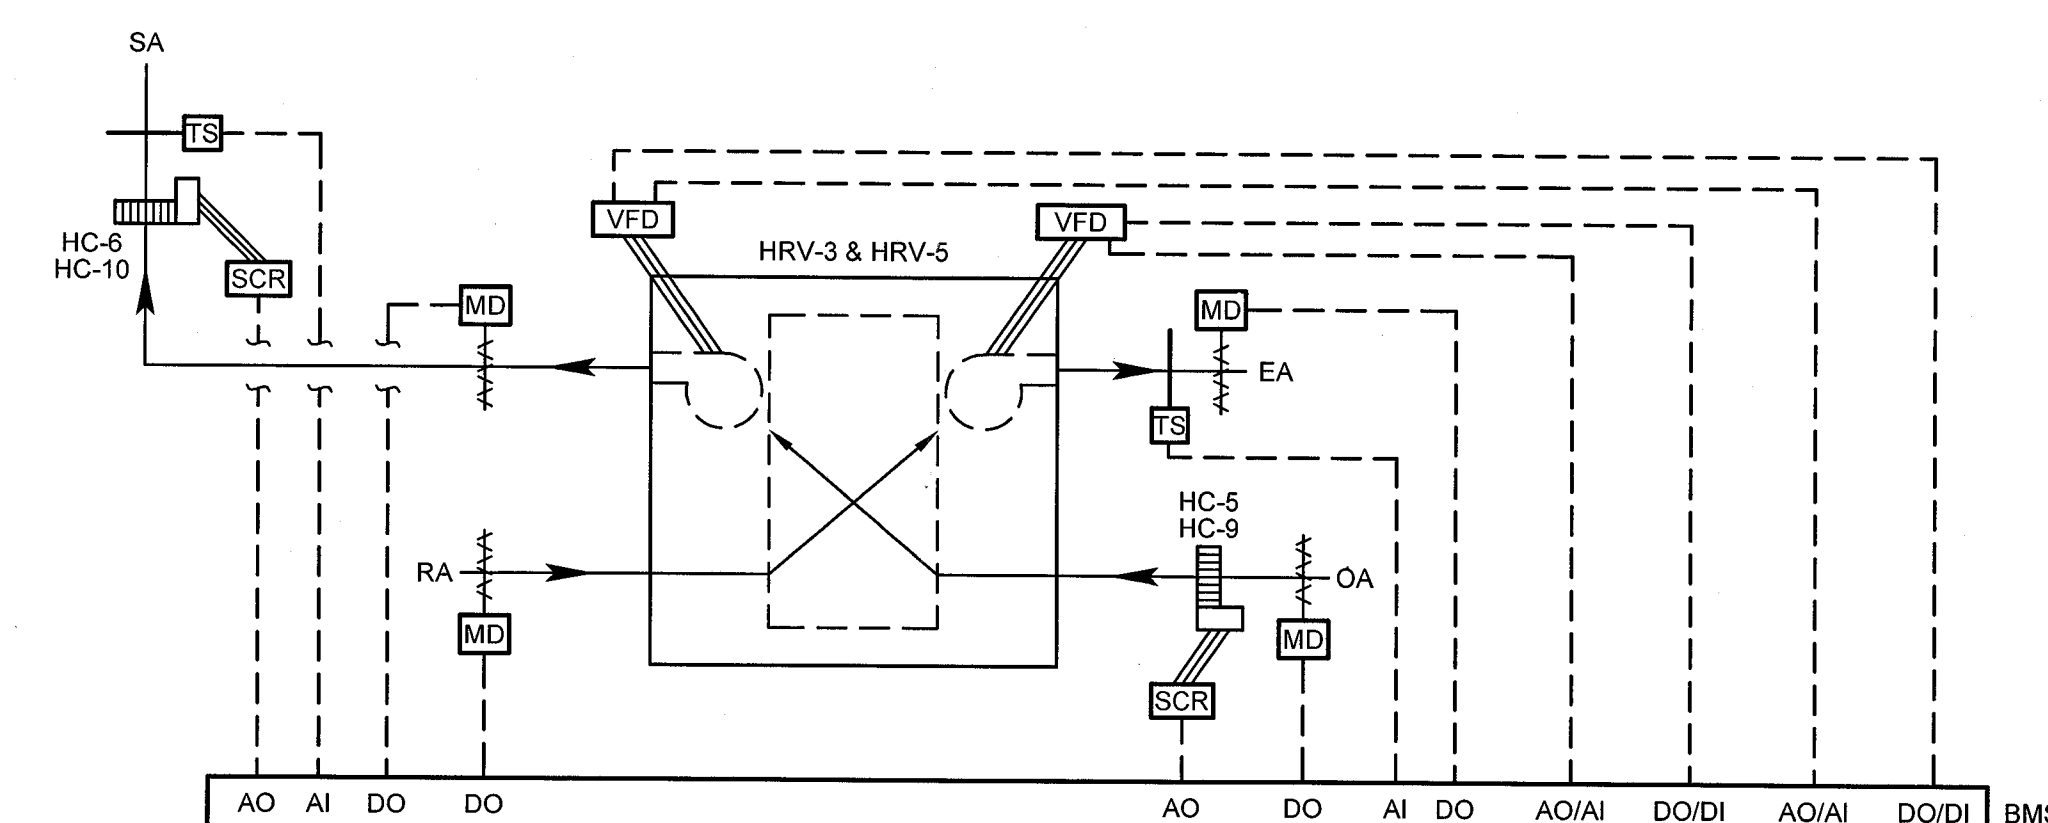 SA
TS
VFD
VFD
HC-6
HC-10
HRV-3 & HRV-5
SCR
MD
MD
EA
TS
HC-5
HC-9
RA
OA
MD
MD
SCR
AO AI DO DO AO DO AI DO AO/AI DO/DI AO/AI DO/DI BMS